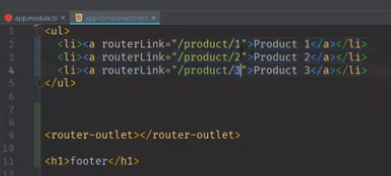 app.module.ts × app.component.html ×
1 <ul>
2 <li><a routerLink="/product/1">Product 1</a></li>
3 <li><a routerLink="/product/2">Product 2</a></li>
4 <li><a routerLink="/product/3">Product 3</a></li>
5 </ul>
6
7
8
9 <router-outlet></router-outlet>
10
11 <h1>footer</h1>